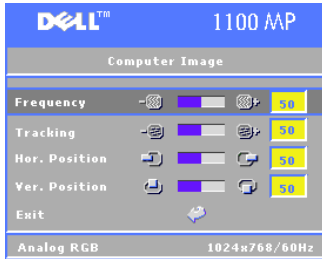 DELL™ 1100 MP
Computer Image
Frequency 50
Tracking 50
Hor. Position 50
Ver. Position 50
Exit
Analog RGB 1024x768/60Hz